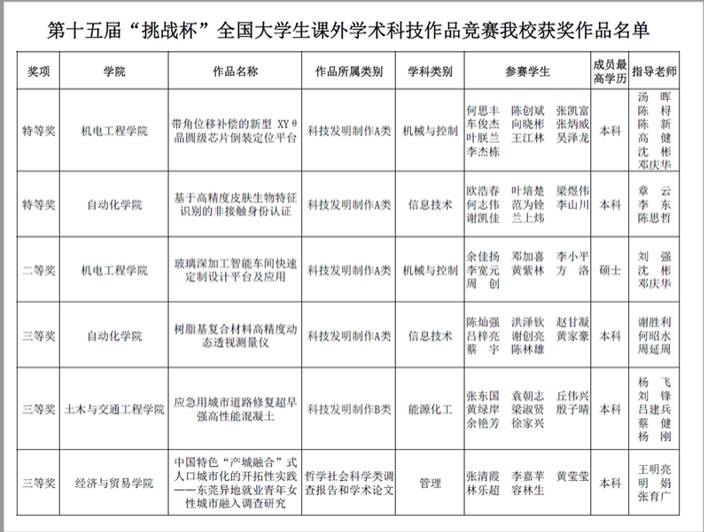 第十五届“挑战杯”全国大学生课外学术科技作品竞赛我校获奖作品名单
奖项 学院 作品名称 作品所属类别 学科类别 参赛学生 成员最高学历 指导老师
特等奖 机电工程学院 带角位移补偿的新型 XYθ
晶圆级芯片倒装定位平台 科技发明制作A类 机械与控制 何思丰 陈创斌 张凯富
车俊杰 向晓彬 张炳威
叶朕兰 王江林 吴泽龙
李杰栋 本科 汤 晖
陈 桪
陈 新
高 健
沈 彬
邓庆华
特等奖 自动化学院 基于高精度皮肤生物特征
识别的非接触身份认证 科技发明制作A类 信息技术 欧浩春 叶培楚 梁煜伟
何志伟 范为铨 李山川
谢凯佳 兰上炜 本科 章 云
李 东
陈思哲
二等奖 机电工程学院 玻璃深加工智能车间快速
定制设计平台及应用 科技发明制作A类 机械与控制 余佳扬 邓加喜 李小平
李宽元 黄紫林 方 洛
周 创 硕士 刘 强
沈 彬
邓庆华
三等奖 自动化学院 树脂基复合材料高精度动
态透视测量仪 科技发明制作A类 信息技术 陈灿强 洪泽钦 赵甘凝
吕梓亮 谢创亮 黄家豪
蔡 宇 陈林雄 本科 谢胜利
何昭水
周延周
三等奖 土木与交通工程学院 应急用城市道路修复超早
强高性能混凝土 科技发明制作B类 能源化工 张东国 袁朝志 丘伟兴
黄绿岸 梁淑贤 殷子晴
余艳芳 徐家兴 本科 杨 飞
刘 锋
吕建兵
蔡 健
杨 刚
三等奖 经济与贸易学院 中国特色“产城融合”式
人口城市化的开拓性实践
——东莞异地就业青年女
性城市融入调查研究 哲学社会科学类调
查报告和学术论文 管理 张清霞 李嘉苹 黄莹莹
林乐超 容林生 本科 王明亮
明 娟
张育广